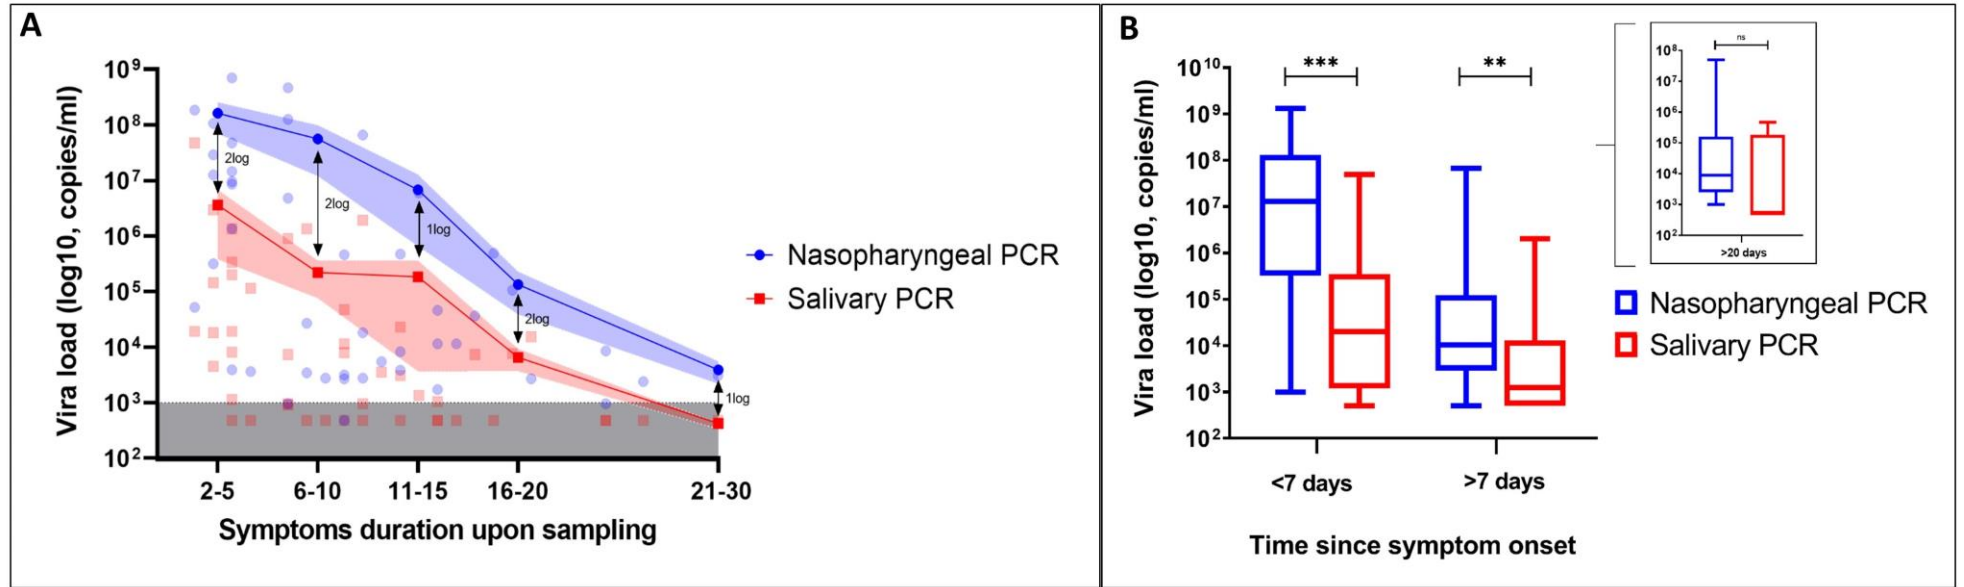 A
Vira load (log10, copies/ml)
10⁹
10⁸
10⁷
10⁶
10⁵
10⁴
10³
10²
2log
2log
1log
2log
1log
2-5
6-10
11-15
16-20
21-30
Symptoms duration upon sampling
Nasopharyngeal PCR
Salivary PCR
B
Vira load (log10, copies/ml)
10¹⁰
10⁹
10⁸
10⁷
10⁶
10⁵
10⁴
10³
10²
***
**
<7 days
>7 days
Time since symptom onset
ns
10⁸
10⁷
10⁶
10⁵
10⁴
10³
10²
>20 days
Nasopharyngeal PCR
Salivary PCR